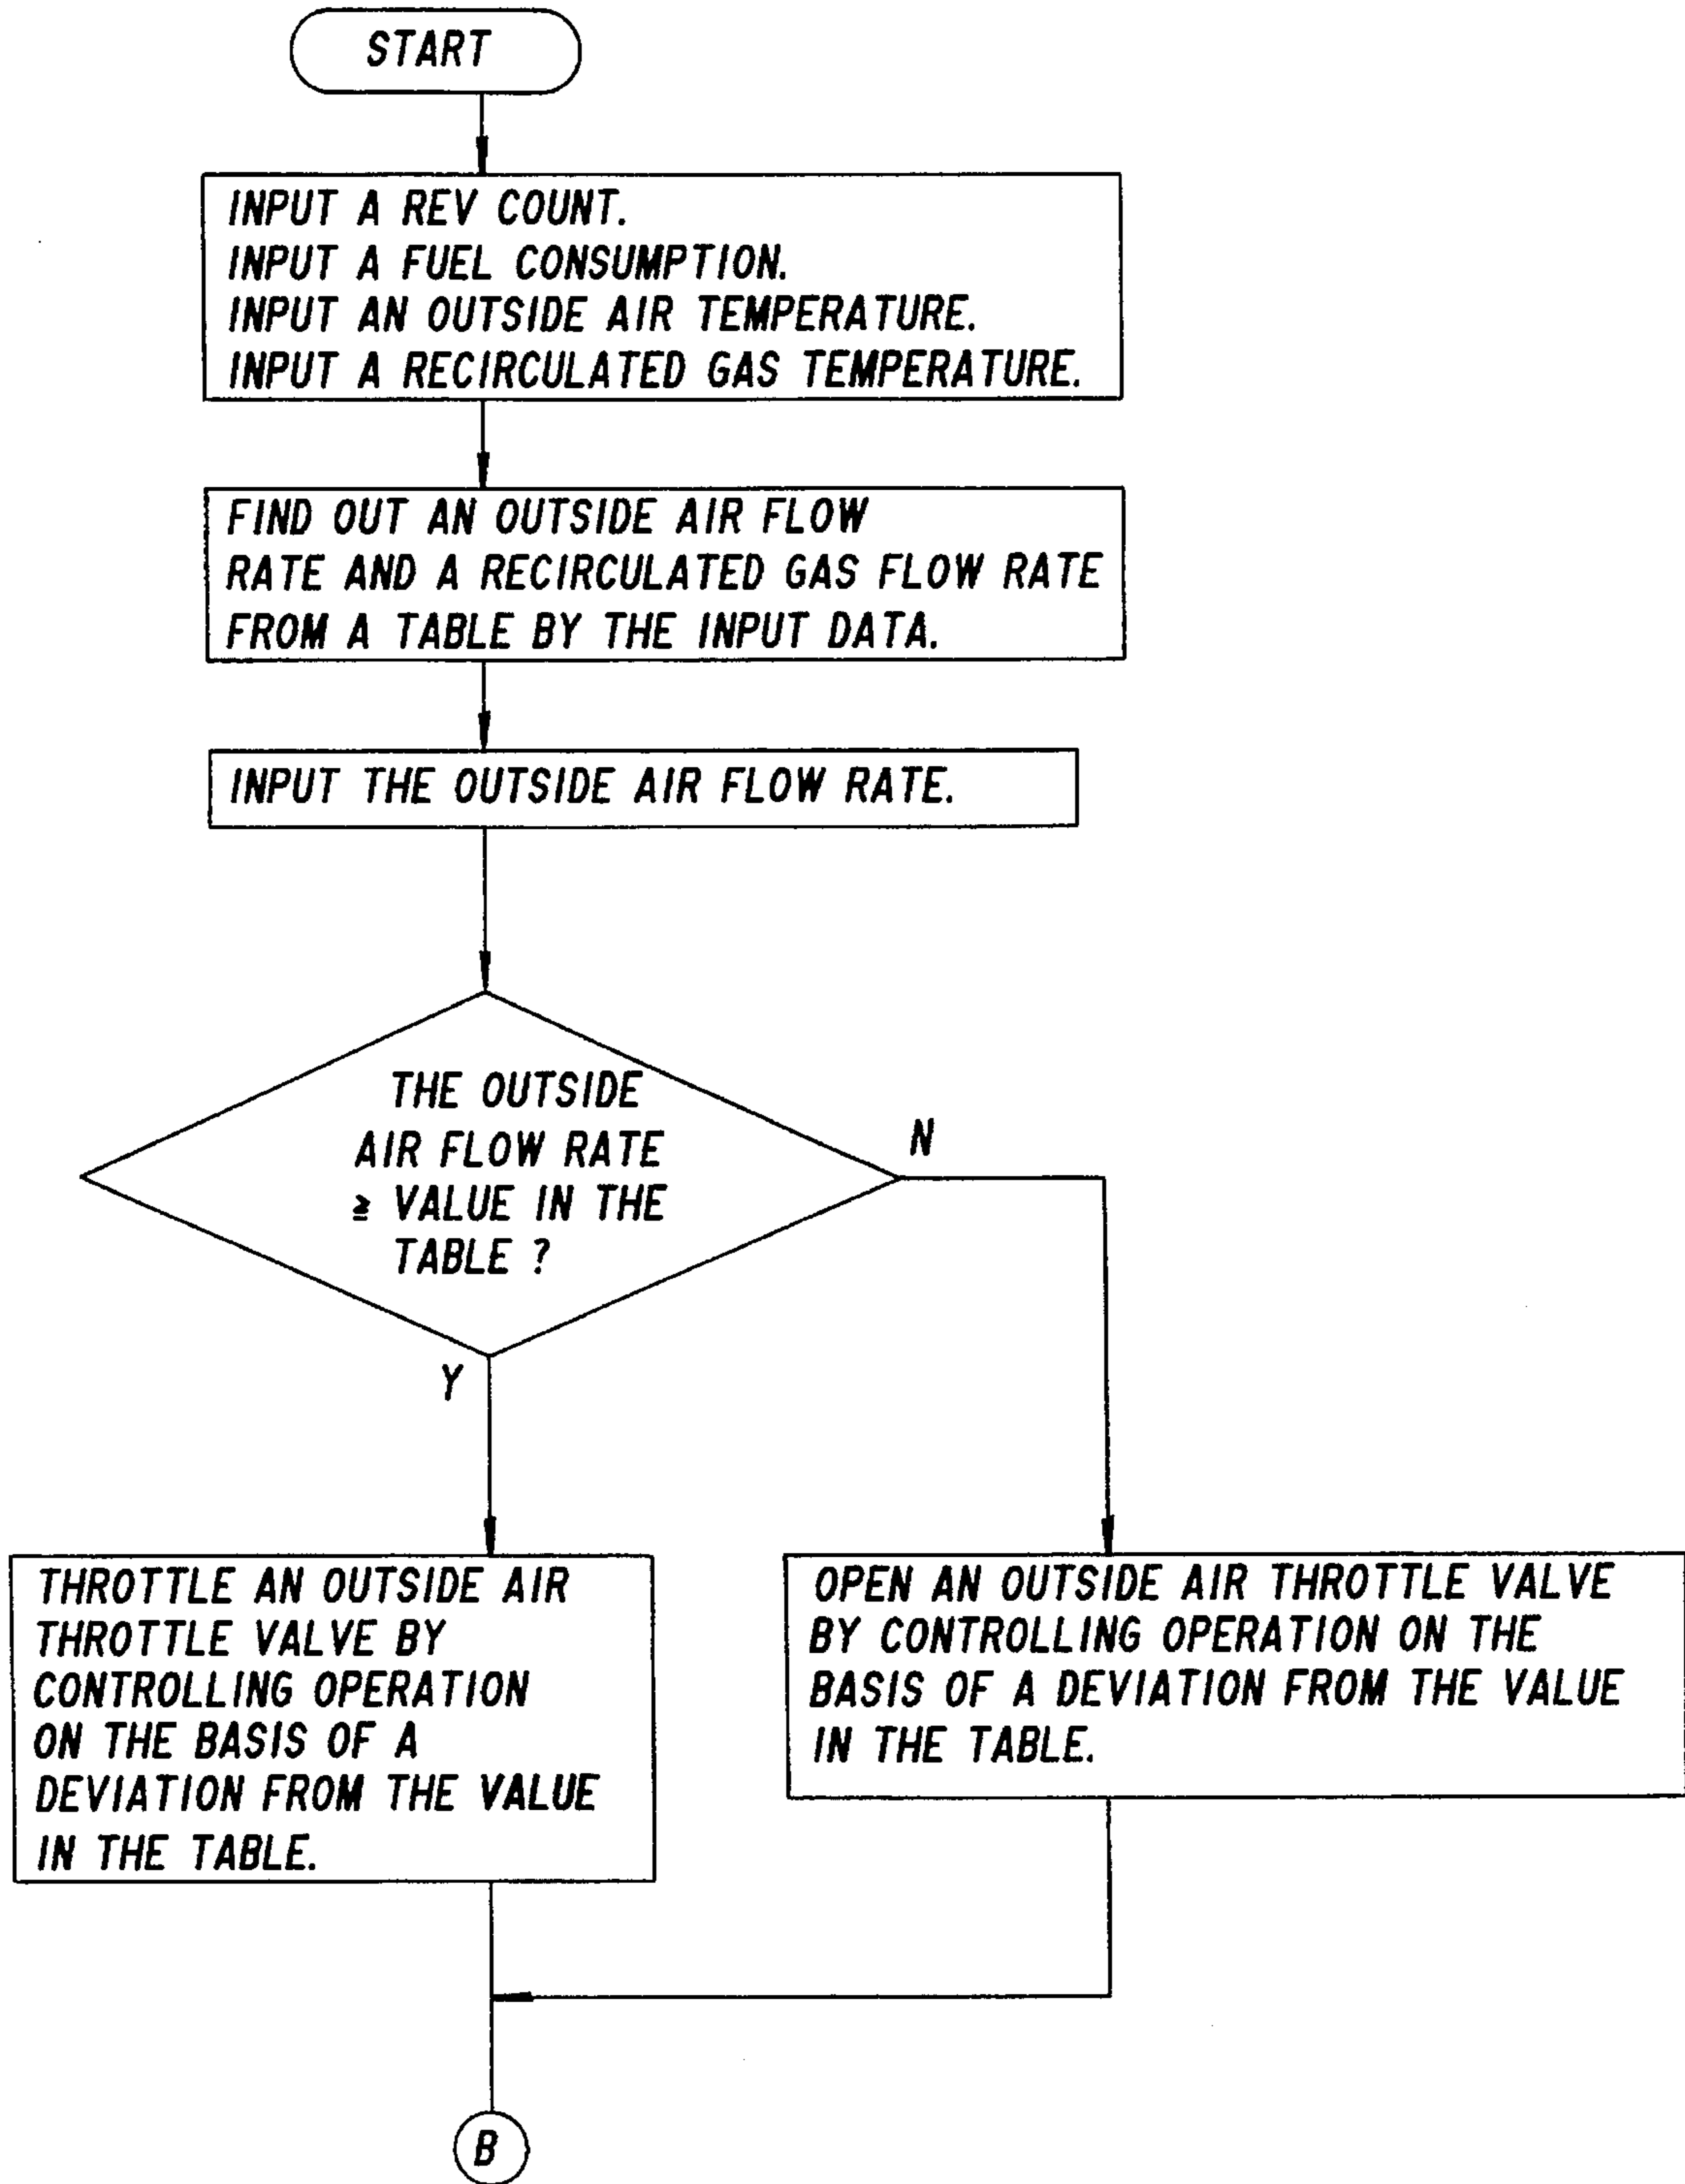 START
INPUT A REV COUNT.
INPUT A FUEL CONSUMPTION.
INPUT AN OUTSIDE AIR TEMPERATURE.
INPUT A RECIRCULATED GAS TEMPERATURE.
FIND OUT AN OUTSIDE AIR FLOW
RATE AND A RECIRCULATED GAS FLOW RATE
FROM A TABLE BY THE INPUT DATA.
INPUT THE OUTSIDE AIR FLOW RATE.
THE OUTSIDE
AIR FLOW RATE
≧ VALUE IN THE
TABLE ?
N
Y
THROTTLE AN OUTSIDE AIR
THROTTLE VALVE BY
CONTROLLING OPERATION
ON THE BASIS OF A
DEVIATION FROM THE VALUE
IN THE TABLE.
OPEN AN OUTSIDE AIR THROTTLE VALVE
BY CONTROLLING OPERATION ON THE
BASIS OF A DEVIATION FROM THE VALUE
IN THE TABLE.
B